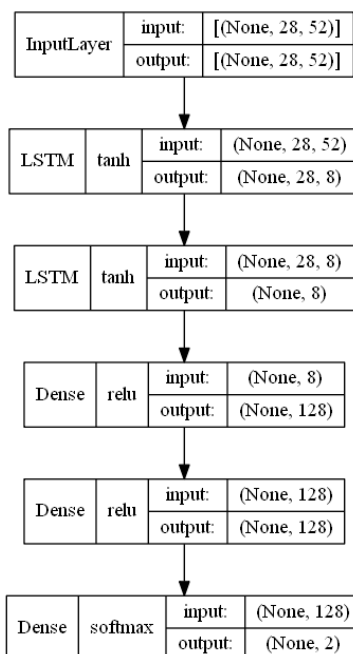 InputLayer input: [(None, 28, 52)]
output: [(None, 28, 52)]
LSTM tanh input: (None, 28, 52)
output: (None, 28, 8)
LSTM tanh input: (None, 28, 8)
output: (None, 8)
Dense relu input: (None, 8)
output: (None, 128)
Dense relu input: (None, 128)
output: (None, 128)
Dense softmax input: (None, 128)
output: (None, 2)